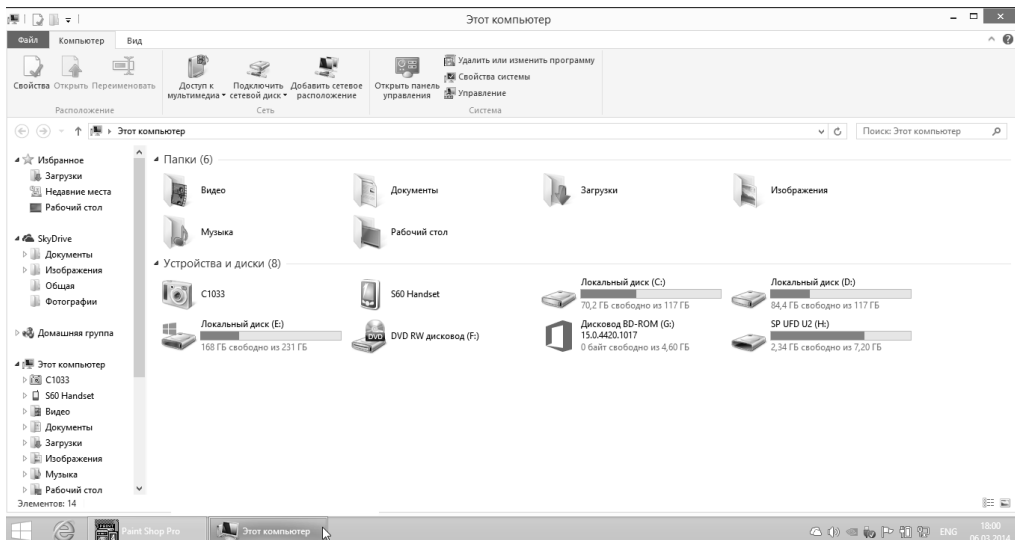 Этот компьютер
Файл Компьютер Вид
Свойства Открыть Переименовать
Расположение
Доступ к мультимедиа
Подключить сетевой диск
Добавить сетевое расположение
Сеть
Открыть панель управления
Удалить или изменить программу
Свойства системы
Управление
Система
Этот компьютер
Поиск: Этот компьютер
Избранное
Загрузки
Недавние места
Рабочий стол
SkyDrive
Документы
Изображения
Общая
Фотографии
Домашняя группа
Этот компьютер
C1033
S60 Handset
Видео
Документы
Загрузки
Изображения
Музыка
Рабочий стол
Папки (6)
Видео
Документы
Загрузки
Изображения
Музыка
Рабочий стол
Устройства и диски (8)
C1033
S60 Handset
Локальный диск (C:)
70,2 ГБ свободно из 117 ГБ
Локальный диск (D:)
84,4 ГБ свободно из 117 ГБ
Локальный диск (E:)
168 ГБ свободно из 231 ГБ
DVD
DVD RW дисковод (F:)
Дисковод BD-ROM (G:)
15.0.4420.1017
0 байт свободно из 4,60 ГБ
SP UFD U2 (H:)
2,34 ГБ свободно из 7,20 ГБ
Элементов: 14
Paint Shop Pro
Этот компьютер
ENG
18:00
06.03.2014